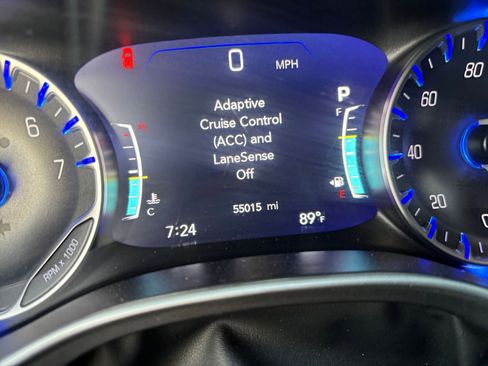 0 MPH
Adaptive
Cruise Control
(ACC) and
LaneSense
Off
P
F
E
H
C
55015 mi
7:24
89°F
6
7
RPM x 1000
80
60
40
20
0